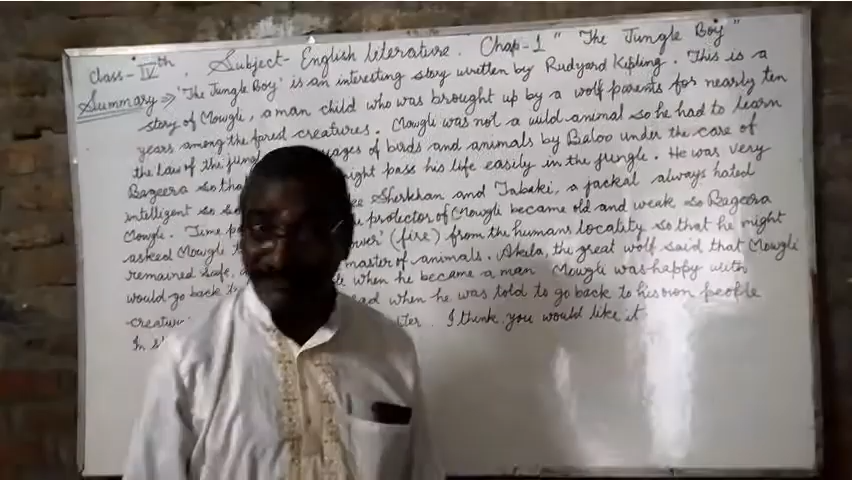 Class- IVth, Subject- English literature. Chap-1 "The Jungle Boy"
Summary => 'The Jungle Boy' is an interesting story written by Rudyard Kipling. This is a
story of Mowgli, a man child who was brought up by a wolf parents for nearly ten
years among the forest creatures. Mowgli was not a wild animal so he had to learn
the law of the jung ages of birds and animals by Baloo under the care of
Bageera so tha ight pass his life easily in the jungle. He was very
intelligent so Sherkhan and Tabaki, a jackal always hated
Mowgli. Time protector of Mowgli became old and weak so Bageera
asked Mowgli ower' (fire) from the humans locality so that he might
remained safe, master of animals. Akela, the great wolf said that Mowgli
would go back to when he became a man Mowgli was happy with
creatur ad when he was told to go back to his own people
In I think, you would like it